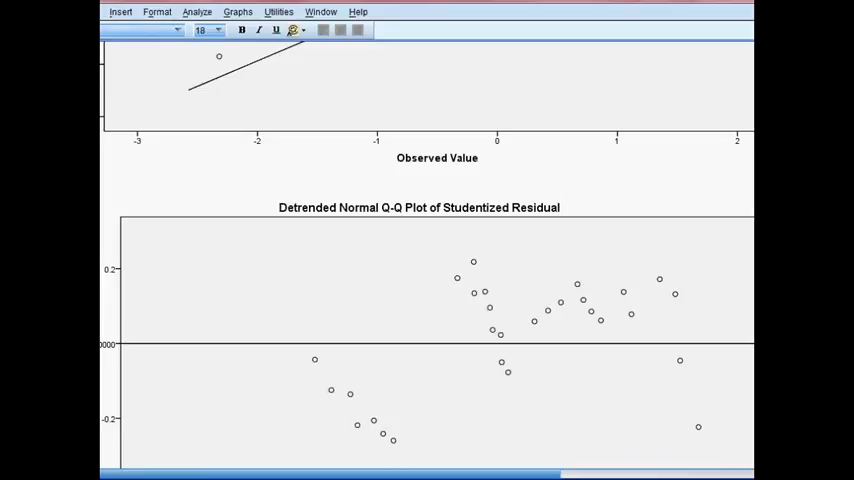 Insert Format Analyze Graphs Utilities Window Help
18 B I U
-3 -2 -1 0 1 2
Observed Value
Detrended Normal Q-Q Plot of Studentized Residual
0.2
0000
-0.2